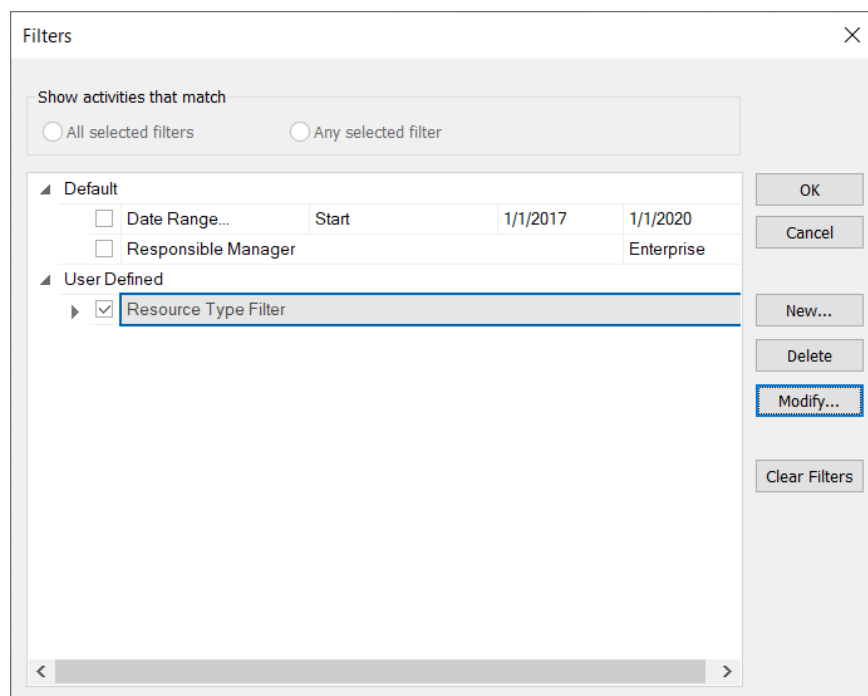 Filters
Show activities that match
All selected filters Any selected filter
Default
Date Range... Start 1/1/2017 1/1/2020
Responsible Manager Enterprise
User Defined
Resource Type Filter
OK
Cancel
New...
Delete
Modify...
Clear Filters